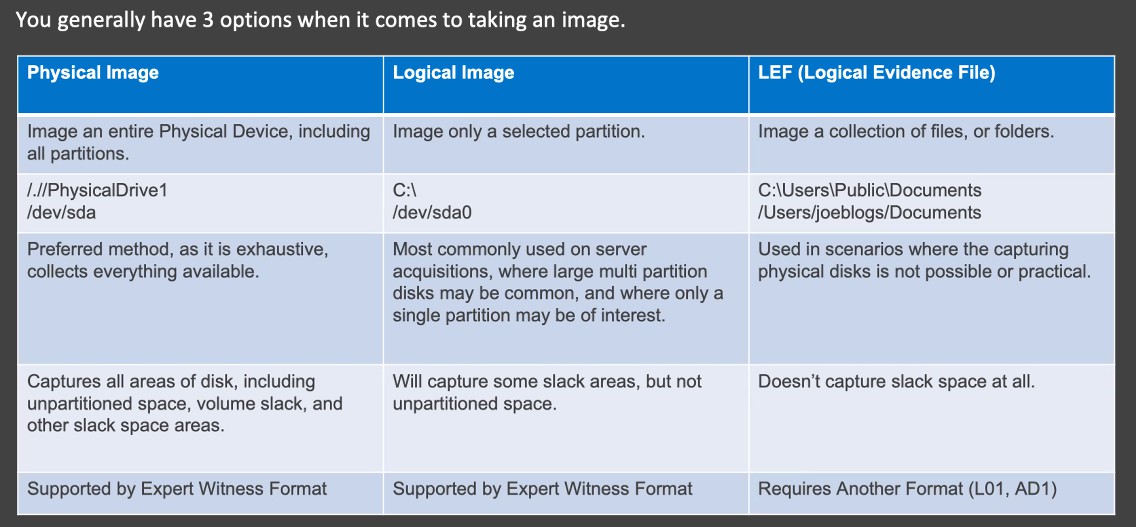 You generally have 3 options when it comes to taking an image.
Physical Image
Logical Image
LEF (Logical Evidence File)
Image an entire Physical Device, including
all partitions.
Image only a selected partition.
Image a collection of files, or folders.
/.//PhysicalDrive1
/dev/sda
C:\
/dev/sda0
C:\Users\Public\Documents
/Users/joeblogs/Documents
Preferred method, as it is exhaustive,
collects everything available.
Most commonly used on server
acquisitions, where large multi partition
disks may be common, and where only a
single partition may be of interest.
Used in scenarios where the capturing
physical disks is not possible or practical.
Captures all areas of disk, including
unpartitioned space, volume slack, and
other slack space areas.
Will capture some slack areas, but not
unpartitioned space.
Doesn’t capture slack space at all.
Supported by Expert Witness Format
Supported by Expert Witness Format
Requires Another Format (L01, AD1)